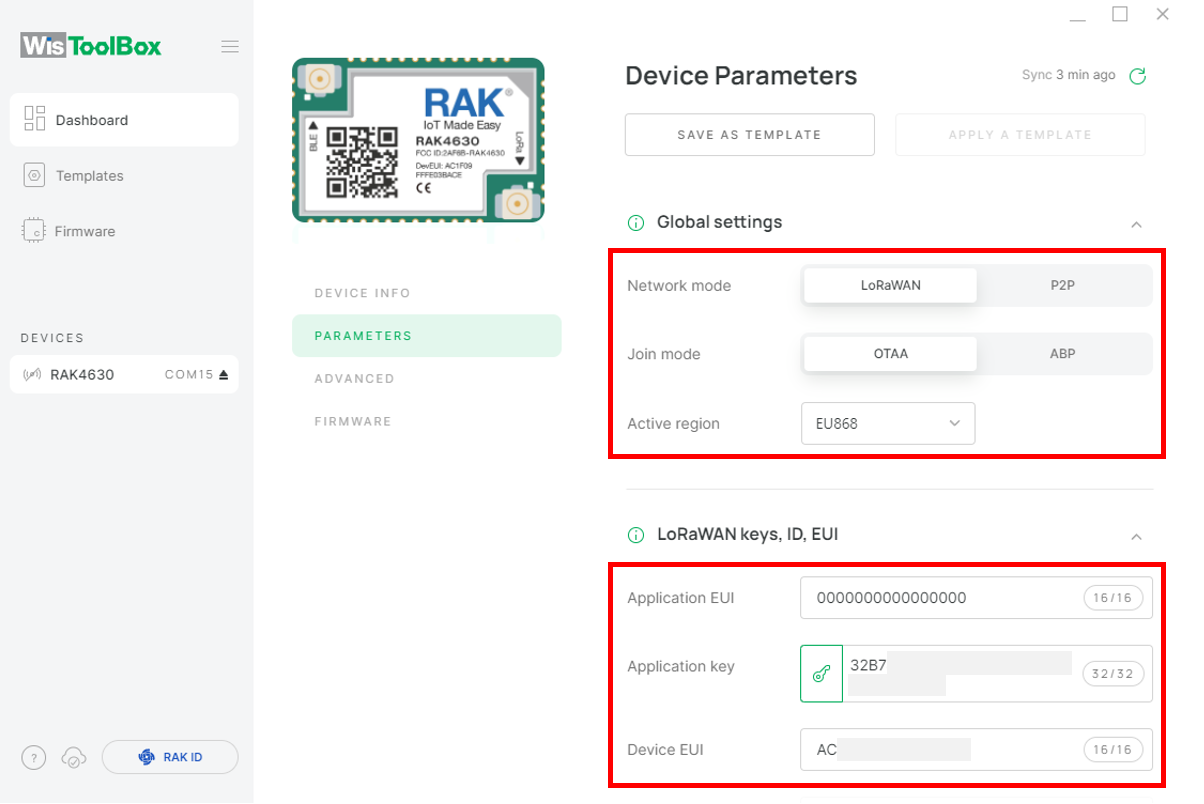 WisToolBox
Dashboard
Templates
Firmware
DEVICES
RAK4630 COM15
? RAK ID
RAK®
IoT Made Easy
RAK4630
FCC ID:2AF6B-RAK4630
DevEUI: AC1F09
FFFE03BACE
CE
BLE
LoRa
DEVICE INFO
PARAMETERS
ADVANCED
FIRMWARE
Device Parameters
Sync 3 min ago
SAVE AS TEMPLATE
APPLY A TEMPLATE
Global settings
Network mode LoRaWAN P2P
Join mode OTAA ABP
Active region EU868
LoRaWAN keys, ID, EUI
Application EUI 0000000000000000 16/16
Application key 32B7 32/32
Device EUI AC 16/16